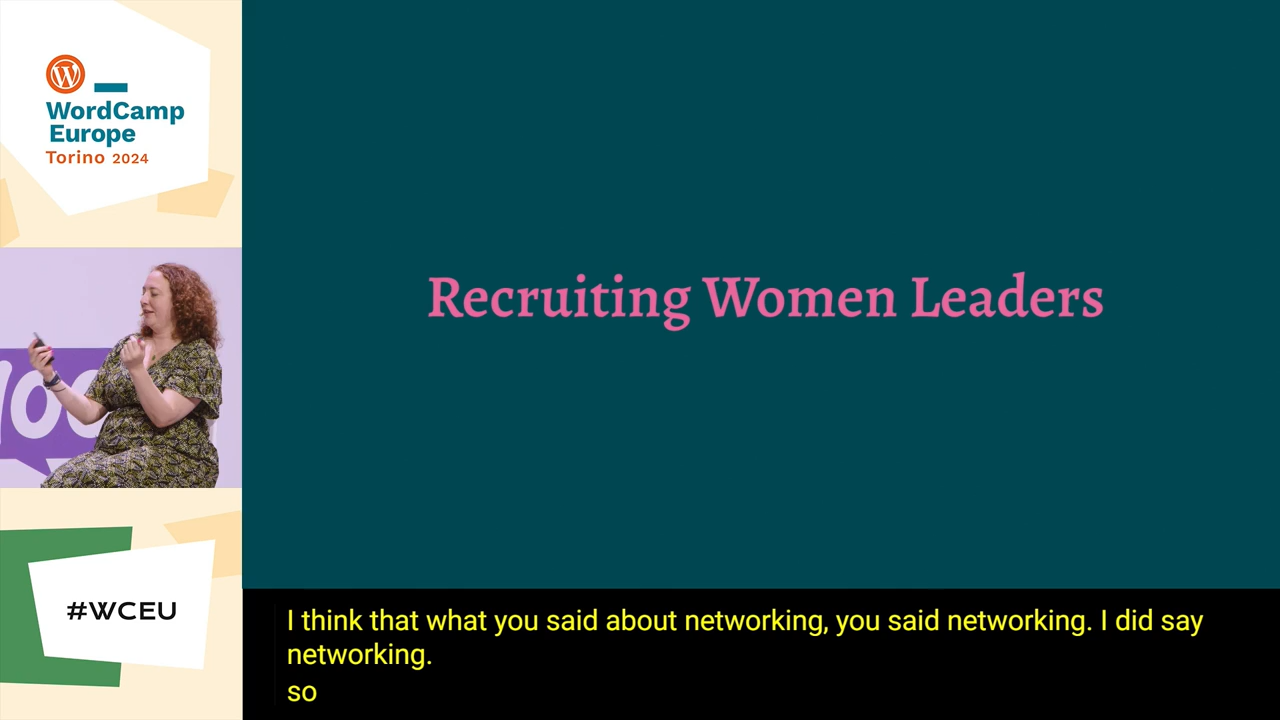 WordCamp
Europe
Torino 2024
Recruiting Women Leaders
#WCEU
I think that what you said about networking, you said networking. I did say
networking.
so